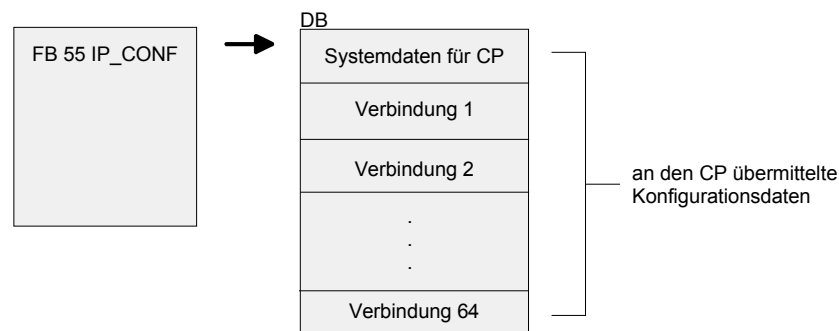 DB
FB 55 IP_CONF
Systemdaten für CP
Verbindung 1
Verbindung 2
.
.
.
Verbindung 64
an den CP übermittelte
Konfigurationsdaten